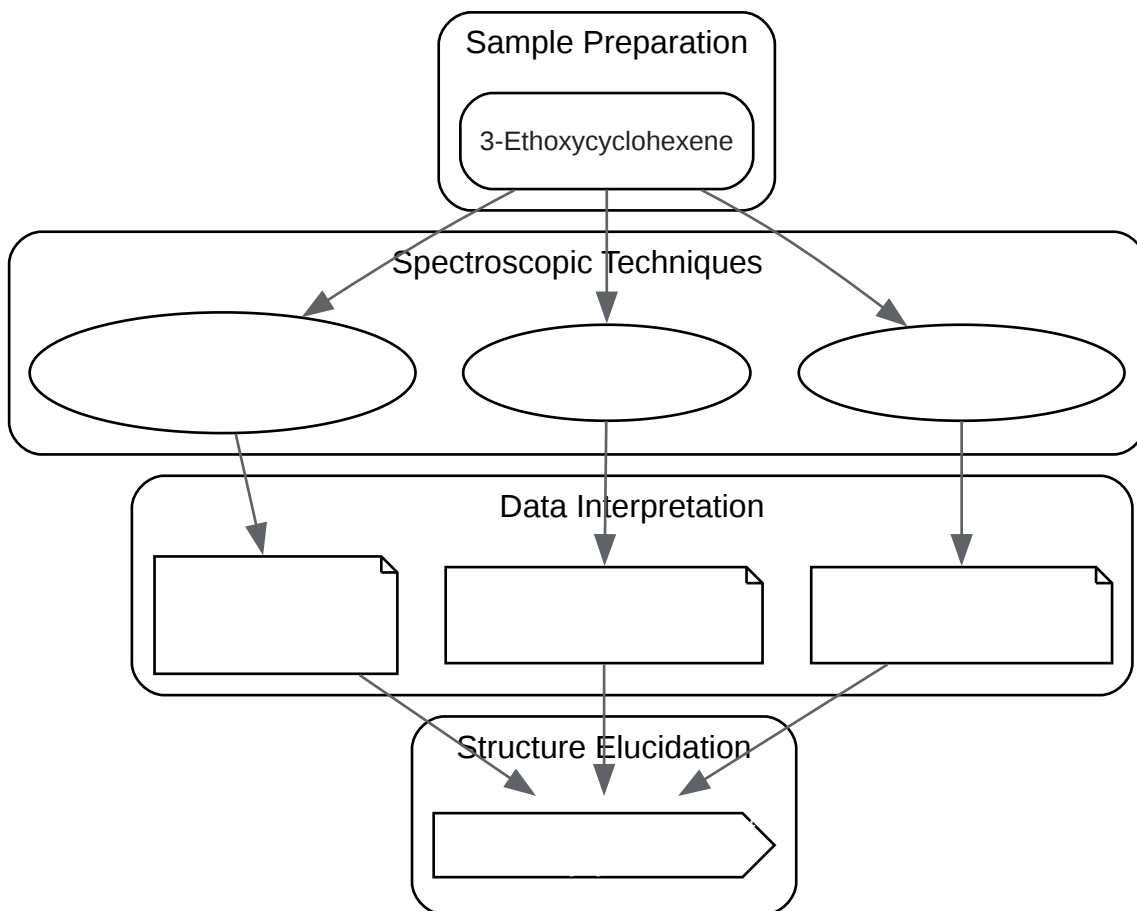 Sample Preparation
3-Ethoxycyclohexene
Spectroscopic Techniques
Data Interpretation
Structure Elucidation